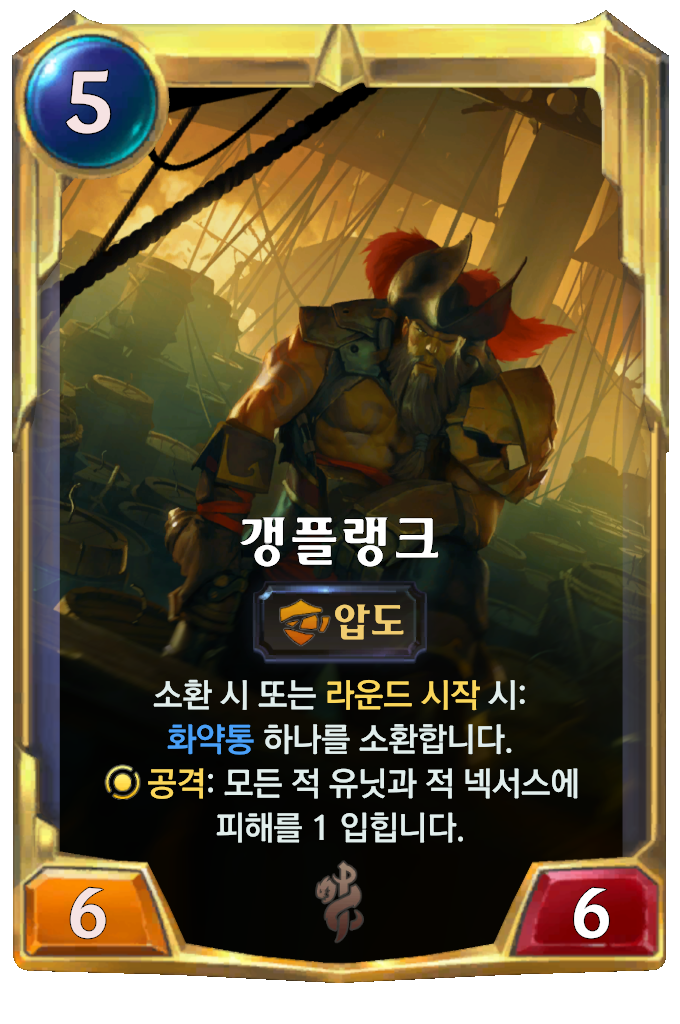 5
갱플랭크
압도
소환 시 또는 라운드 시작 시:
화약통 하나를 소환합니다.
공격: 모든 적 유닛과 적 넥서스에
피해를 1 입힙니다.
6
6